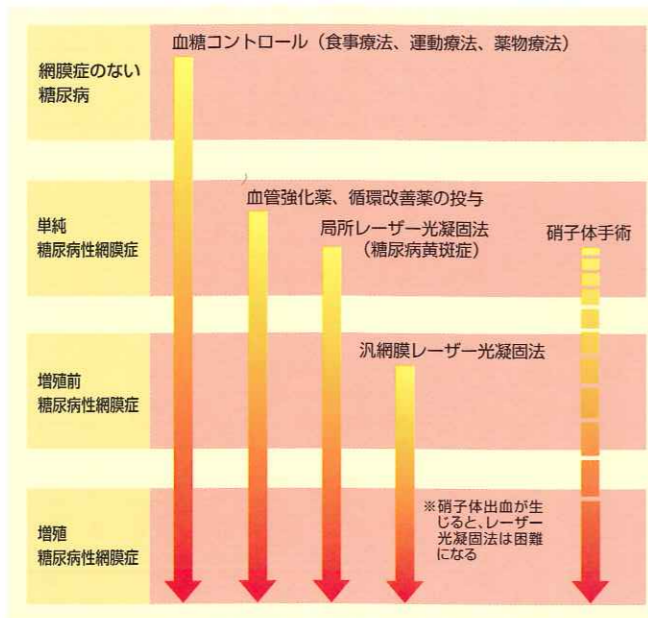 血糖コントロール（食事療法、運動療法、薬物療法）
網膜症のない
糖尿病
血管強化薬、循環改善薬の投与
単純
糖尿病性網膜症
局所レーザー光凝固法
（糖尿病黄斑症）
硝子体手術
汎網膜レーザー光凝固法
増殖前
糖尿病性網膜症
※硝子体出血が生
じると、レーザー
光凝固法は困難
になる
増殖
糖尿病性網膜症